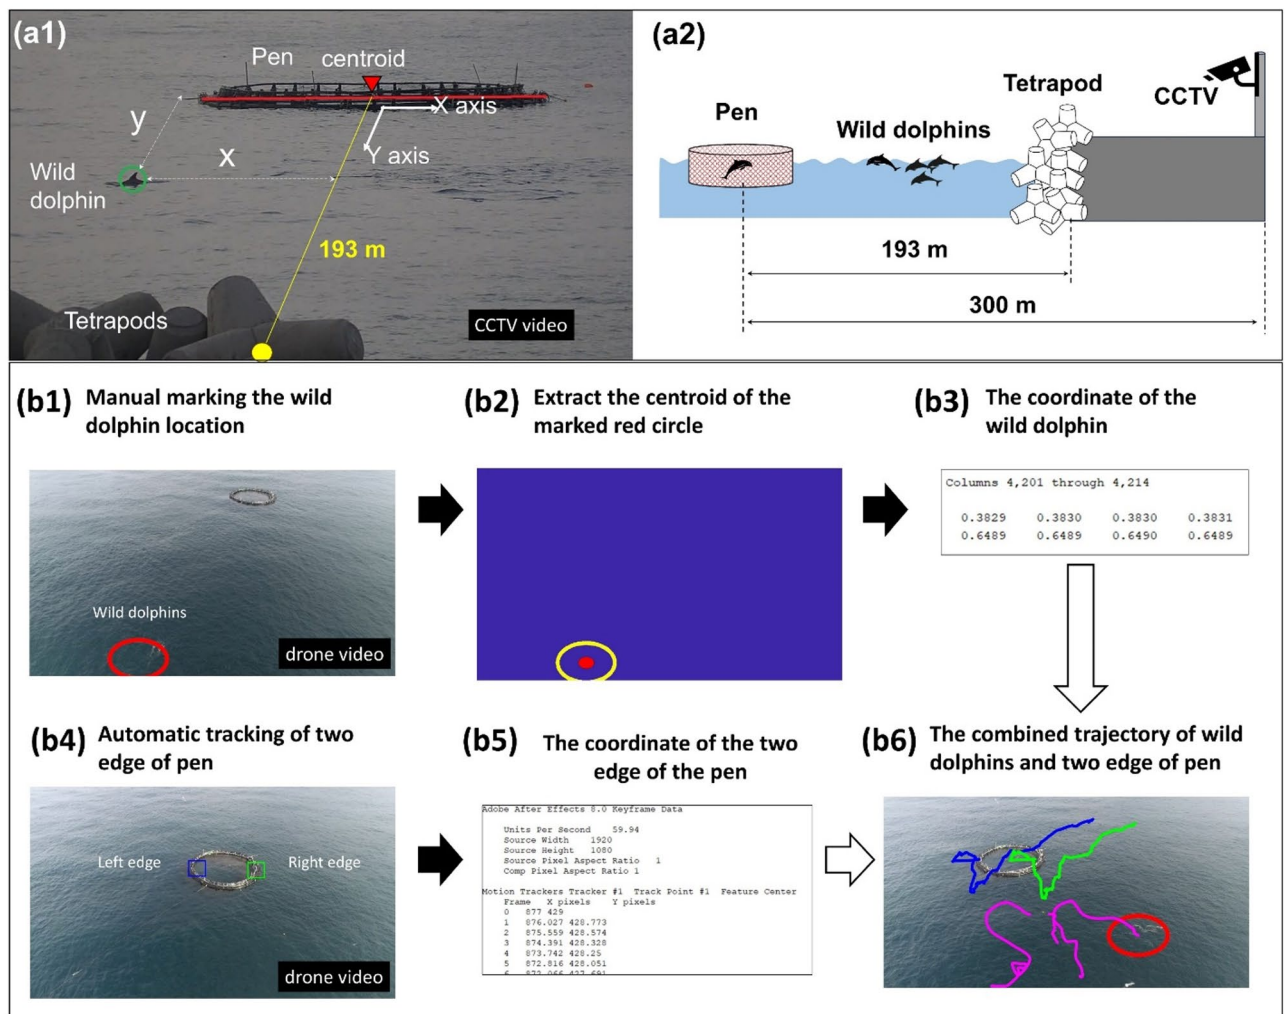 (a1)
Pen
centroid
X axis
y
Y axis
x
Wild
dolphin
193 m
Tetrapods
CCTV video
(a2)
Tetrapod
CCTV
Pen
Wild dolphins
193 m
300 m
(b1) Manual marking the wild
dolphin location
Wild dolphins
drone video
(b2) Extract the centroid of the
marked red circle
(b3) The coordinate of the
wild dolphin
Columns 4,201 through 4,214
0.3829 0.3830 0.3830 0.3831
0.6489 0.6489 0.6490 0.6489
(b4) Automatic tracking of two
edge of pen
Left edge
Right edge
drone video
(b5) The coordinate of the two
edge of the pen
Adobe After Effects 8.0 Keyframe Data
Units Per Second 59.94
Source Width 1920
Source Height 1080
Source Pixel Aspect Ratio 1
Comp Pixel Aspect Ratio 1
Motion Trackers Tracker #1 Track Point #1 Feature Center
Frame X pixels Y pixels
0 877 429
1 876.027 428.773
2 875.559 428.574
3 874.391 428.328
4 873.742 428.25
5 872.816 428.051
(b6) The combined trajectory of wild
dolphins and two edge of pen